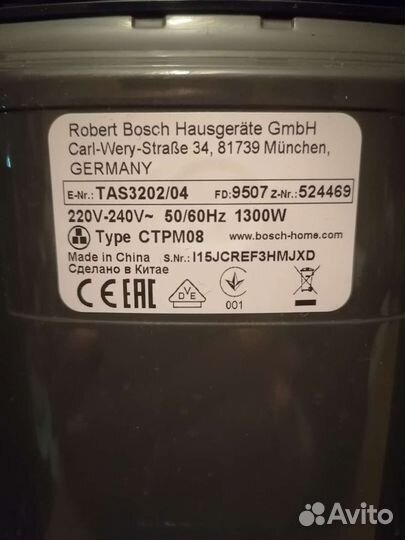 Robert Bosch Hausgeräte GmbH
Carl-Wery-Straße 34, 81739 München,
GERMANY
E-Nr.: TAS3202/04 FD: 9507 Z-Nr.: 524469
220V-240V~ 50/60Hz 1300W
Type CTPM08 www.bosch-home.com
Made in China S.Nr.: I15JCREF3HMJXD
Сделано в Китае
CE EAC DVE
001
Avito